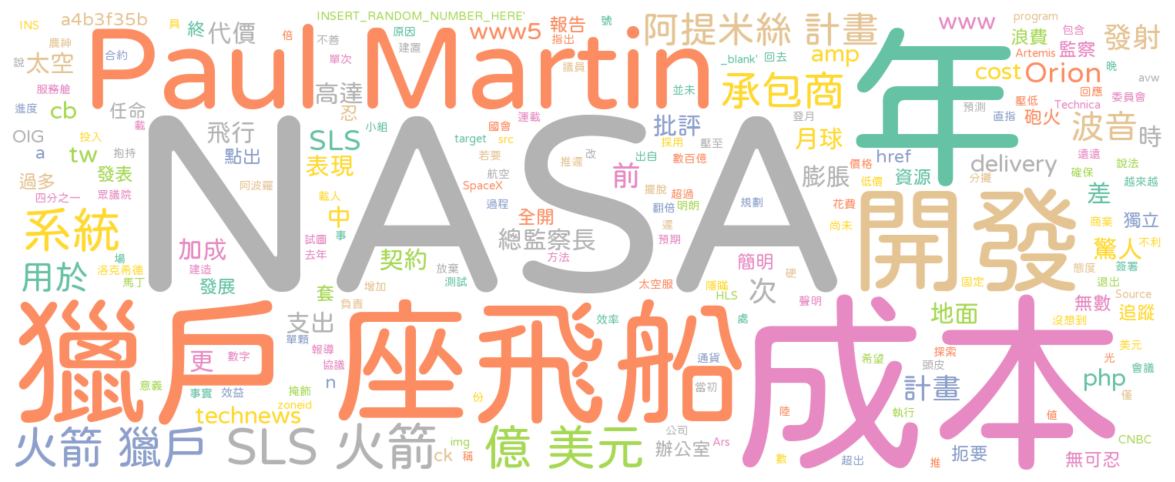 INS
a4b3f35b
INSERT_RANDOM_NUMBER_HERE'
廣神
說
太空
合約
員
終
代價
倍
不善
原因
指出
www5
報告
阿提米絲 計畫
議員
_blank'
回去
amp
www
program
浪費
包含
監察
Artemis
發射
晚
avw
Paul Martin
年
服務艙
進度
cb
任命
載
建置
單次
高達
忍
並未
承包商
cost
Orion
回應
委員會
壓低
Technica
預測
登月
砲火
直指
波音
時
OIG
投入
tw
a
抱持
點出
飛行
SLS
小組
運載
國會
target
src
採用
批評
出自
數百億
月球
href
資源
delivery
分攤
遠遠
說法
確保
越來越
過多
發表
眾議院
四分之一
阿波羅
表現
載人
NASA
若要
航空
推遲
改
SpaceX
前
擺脫
超過
翻倍
明朗
膨脹
規劃
價格
低價
花費
尚未
差
商業
獨立
系統
加成
中
事
試圖
去年
過程
全開
總監察長
方法
還
預期
開發
驚人
不利
態度
簽署
場
洛克希德
馬丁
用於
建造
發展
契約
放棄
測試
套
增加
負責
太空服
隱瞞
HLS
簡明
次
硬
聲明
固定
退出
Source
無數
追蹤
沒想到
美元
獵戶座飛船
成本
支出
單顆
更
數字
報導
協議
n
效率
處
通貨
當初
地面
探索
頭皮
希望
計畫
執行
光
值
僅
會議
php
意義
事實
效益
掩飾
zoneid
technews
份
公司
火箭 獵戶
SLS 火箭
img
ck
稱
億 美元
辦公室
Ars
陸
數
超出
推
扼要
CNBC
無可忍